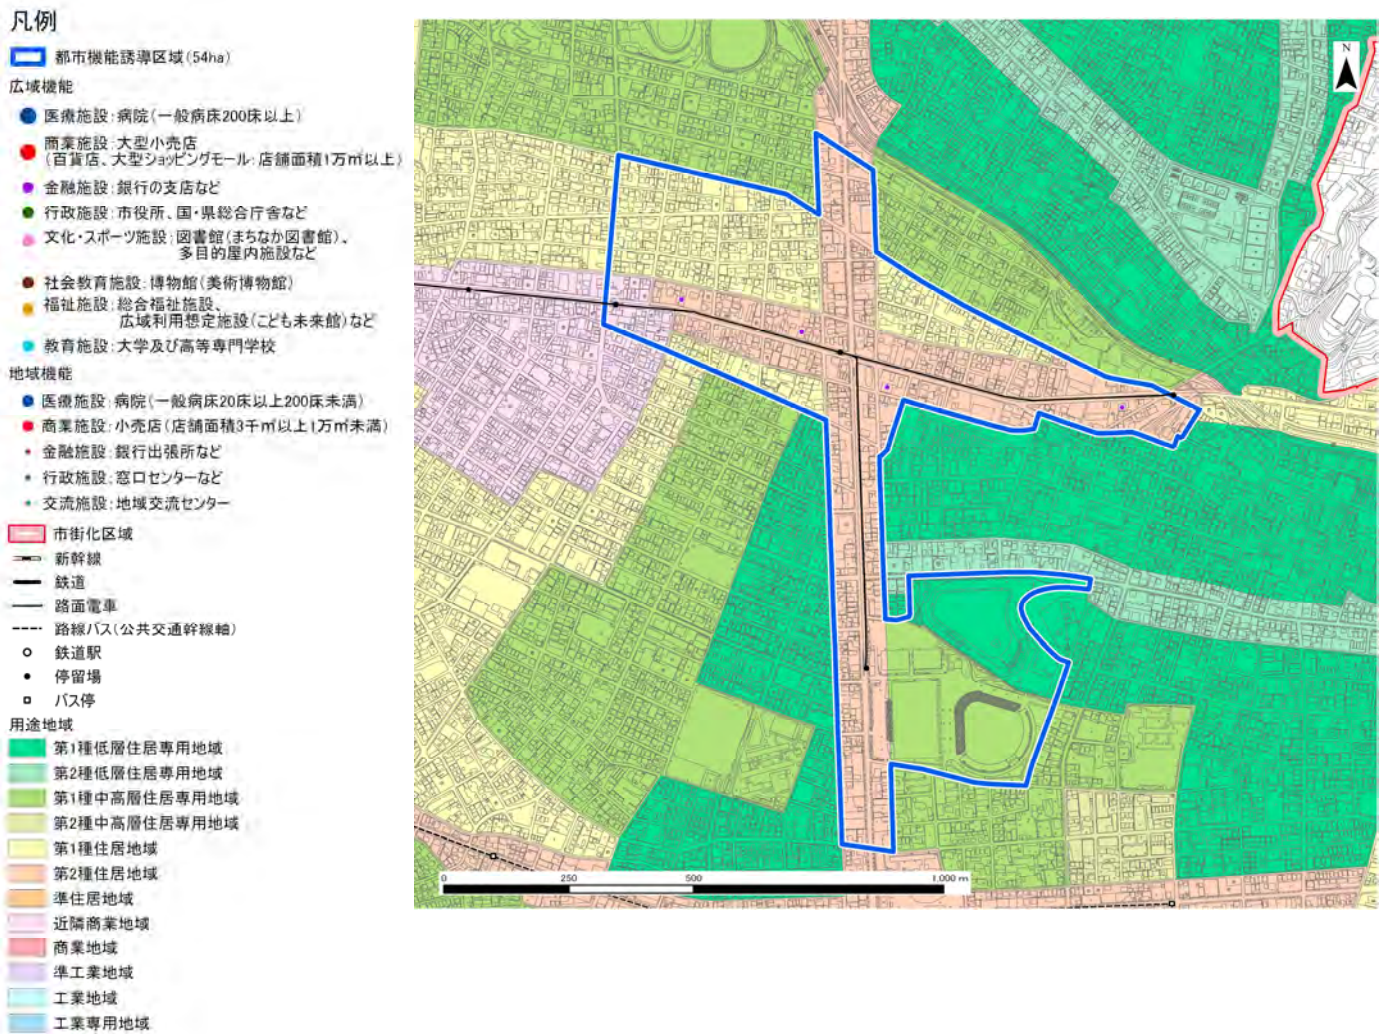 凡例
都市機能誘導区域(54ha)
広域機能
医療施設:病院(一般病床200床以上)
商業施設:大型小売店
(百貨店、大型ショッピングモール:店舗面積1万㎡以上)
金融施設:銀行の支店など
行政施設:市役所、国・県総合庁舎など
文化・スポーツ施設:図書館(まちなか図書館)、
多目的屋内施設など
社会教育施設:博物館(美術博物館)
福祉施設:総合福祉施設、
広域利用想定施設(こども未来館)など
教育施設:大学及び高等専門学校
地域機能
医療施設:病院(一般病床20床以上200床未満)
商業施設:小売店(店舗面積3千㎡以上1万㎡未満)
金融施設:銀行出張所など
行政施設:窓口センターなど
交流施設:地域交流センター
市街化区域
新幹線
鉄道
路面電車
路線バス(公共交通幹線軸)
鉄道駅
停留場
バス停
用途地域
第1種低層住居専用地域
第2種低層住居専用地域
第1種中高層住居専用地域
第2種中高層住居専用地域
第1種住居地域
第2種住居地域
準住居地域
近隣商業地域
商業地域
準工業地域
工業地域
工業専用地域
N
0 250 500 1,000 m